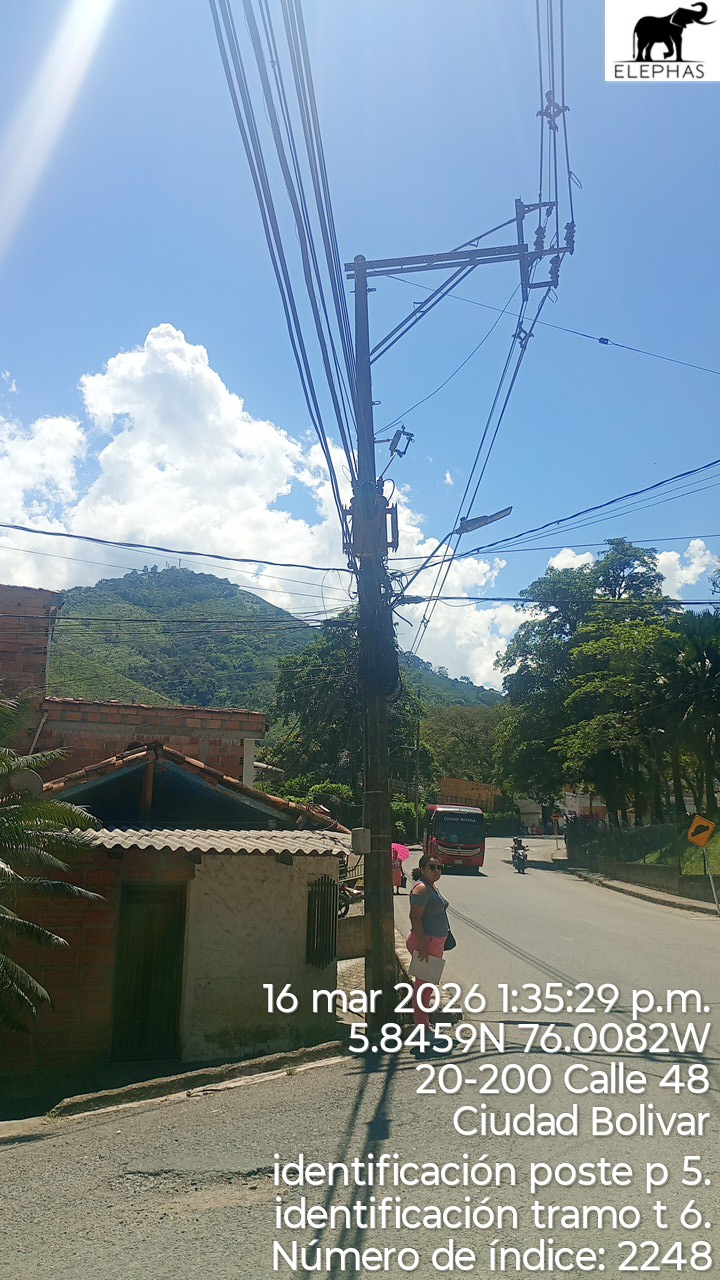 ELEPHAS
CIUDAD BOLIVAR
16 mar 2026 1:35:29 p.m.
5.8459N 76.0082W
20-200 Calle 48
Ciudad Bolivar
identificación poste p 5.
identificación tramo t 6.
Número de índice: 2248